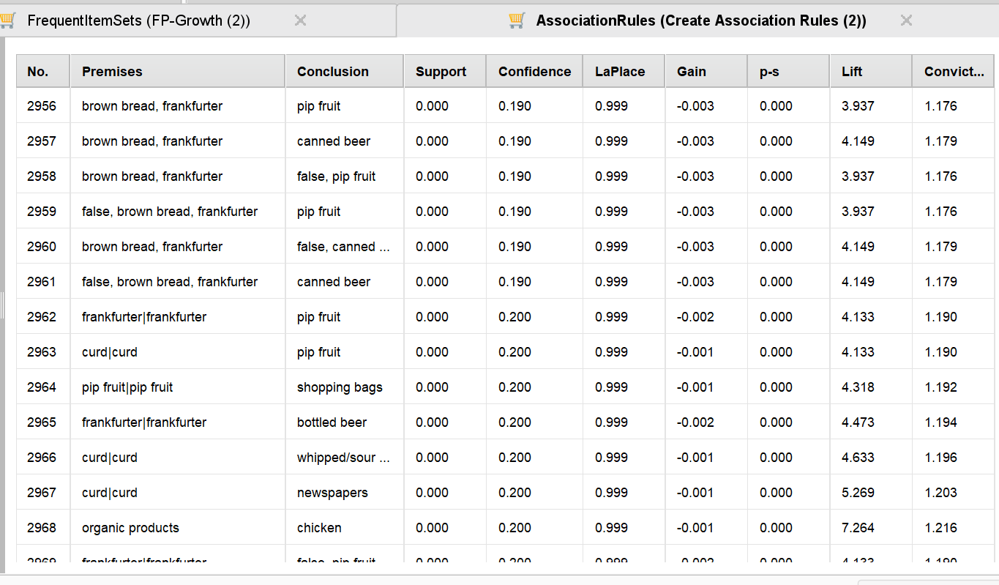 FrequentItemSets (FP-Growth (2)) AssociationRules (Create Association Rules (2))
No. Premises Conclusion Support Confidence LaPlace Gain p-s Lift Convict...
2956 brown bread, frankfurter pip fruit 0.000 0.190 0.999 -0.003 0.000 3.937 1.176
2957 brown bread, frankfurter canned beer 0.000 0.190 0.999 -0.003 0.000 4.149 1.179
2958 brown bread, frankfurter false, pip fruit 0.000 0.190 0.999 -0.003 0.000 3.937 1.176
2959 false, brown bread, frankfurter pip fruit 0.000 0.190 0.999 -0.003 0.000 3.937 1.176
2960 brown bread, frankfurter false, canned ... 0.000 0.190 0.999 -0.003 0.000 4.149 1.179
2961 false, brown bread, frankfurter canned beer 0.000 0.190 0.999 -0.003 0.000 4.149 1.179
2962 frankfurter|frankfurter pip fruit 0.000 0.200 0.999 -0.002 0.000 4.133 1.190
2963 curd|curd pip fruit 0.000 0.200 0.999 -0.001 0.000 4.133 1.190
2964 pip fruit|pip fruit shopping bags 0.000 0.200 0.999 -0.001 0.000 4.318 1.192
2965 frankfurter|frankfurter bottled beer 0.000 0.200 0.999 -0.002 0.000 4.473 1.194
2966 curd|curd whipped/sour ... 0.000 0.200 0.999 -0.001 0.000 4.633 1.196
2967 curd|curd newspapers 0.000 0.200 0.999 -0.001 0.000 5.269 1.203
2968 organic products chicken 0.000 0.200 0.999 -0.001 0.000 7.264 1.216
2969 frankfurter|frankfurter false, pip fruit 0.000 0.200 0.999 -0.002 0.000 4.133 1.190